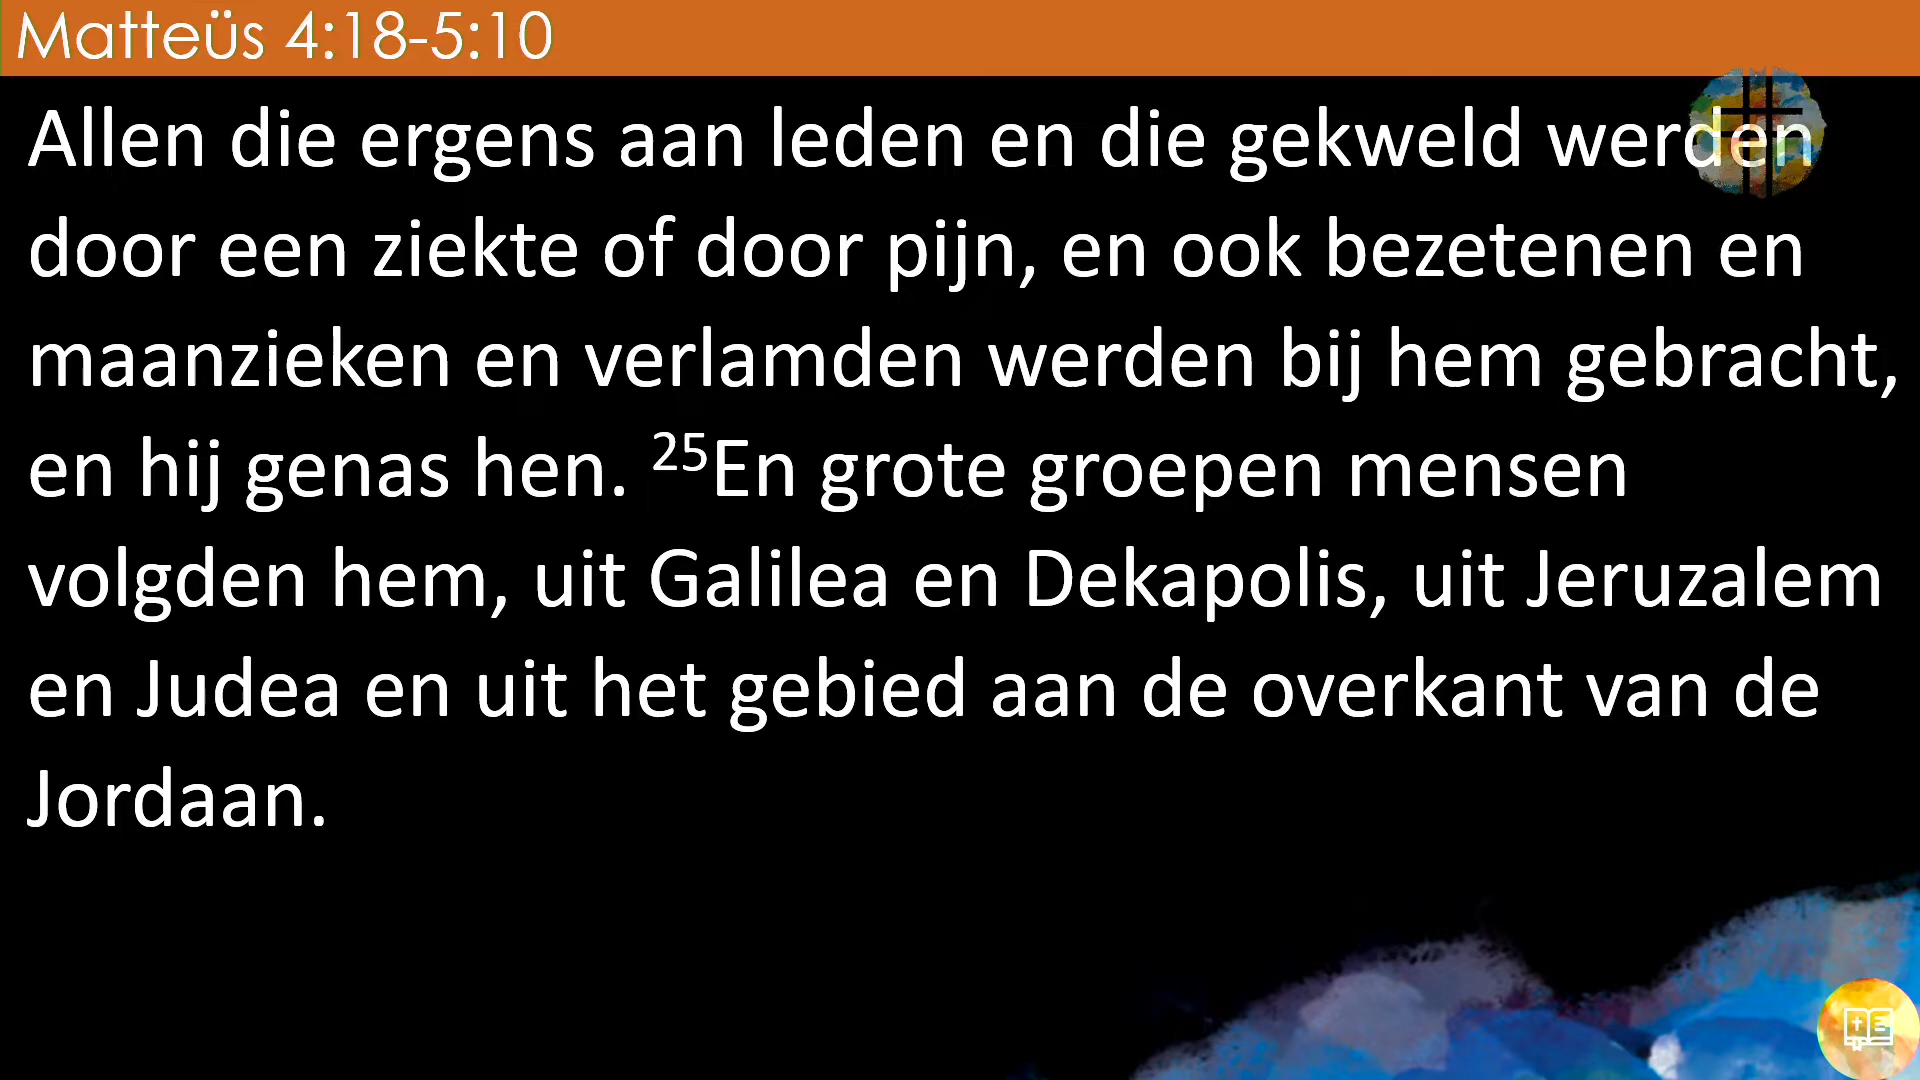 Matteüs 4:18-5:10
Allen die ergens aan leden en die gekweld werden
door een ziekte of door pijn, en ook bezetenen en
maanzieken en verlamden werden bij hem gebracht,
en hij genas hen. ²⁵En grote groepen mensen
volgden hem, uit Galilea en Dekapolis, uit Jeruzalem
en Judea en uit het gebied aan de overkant van de
Jordaan.